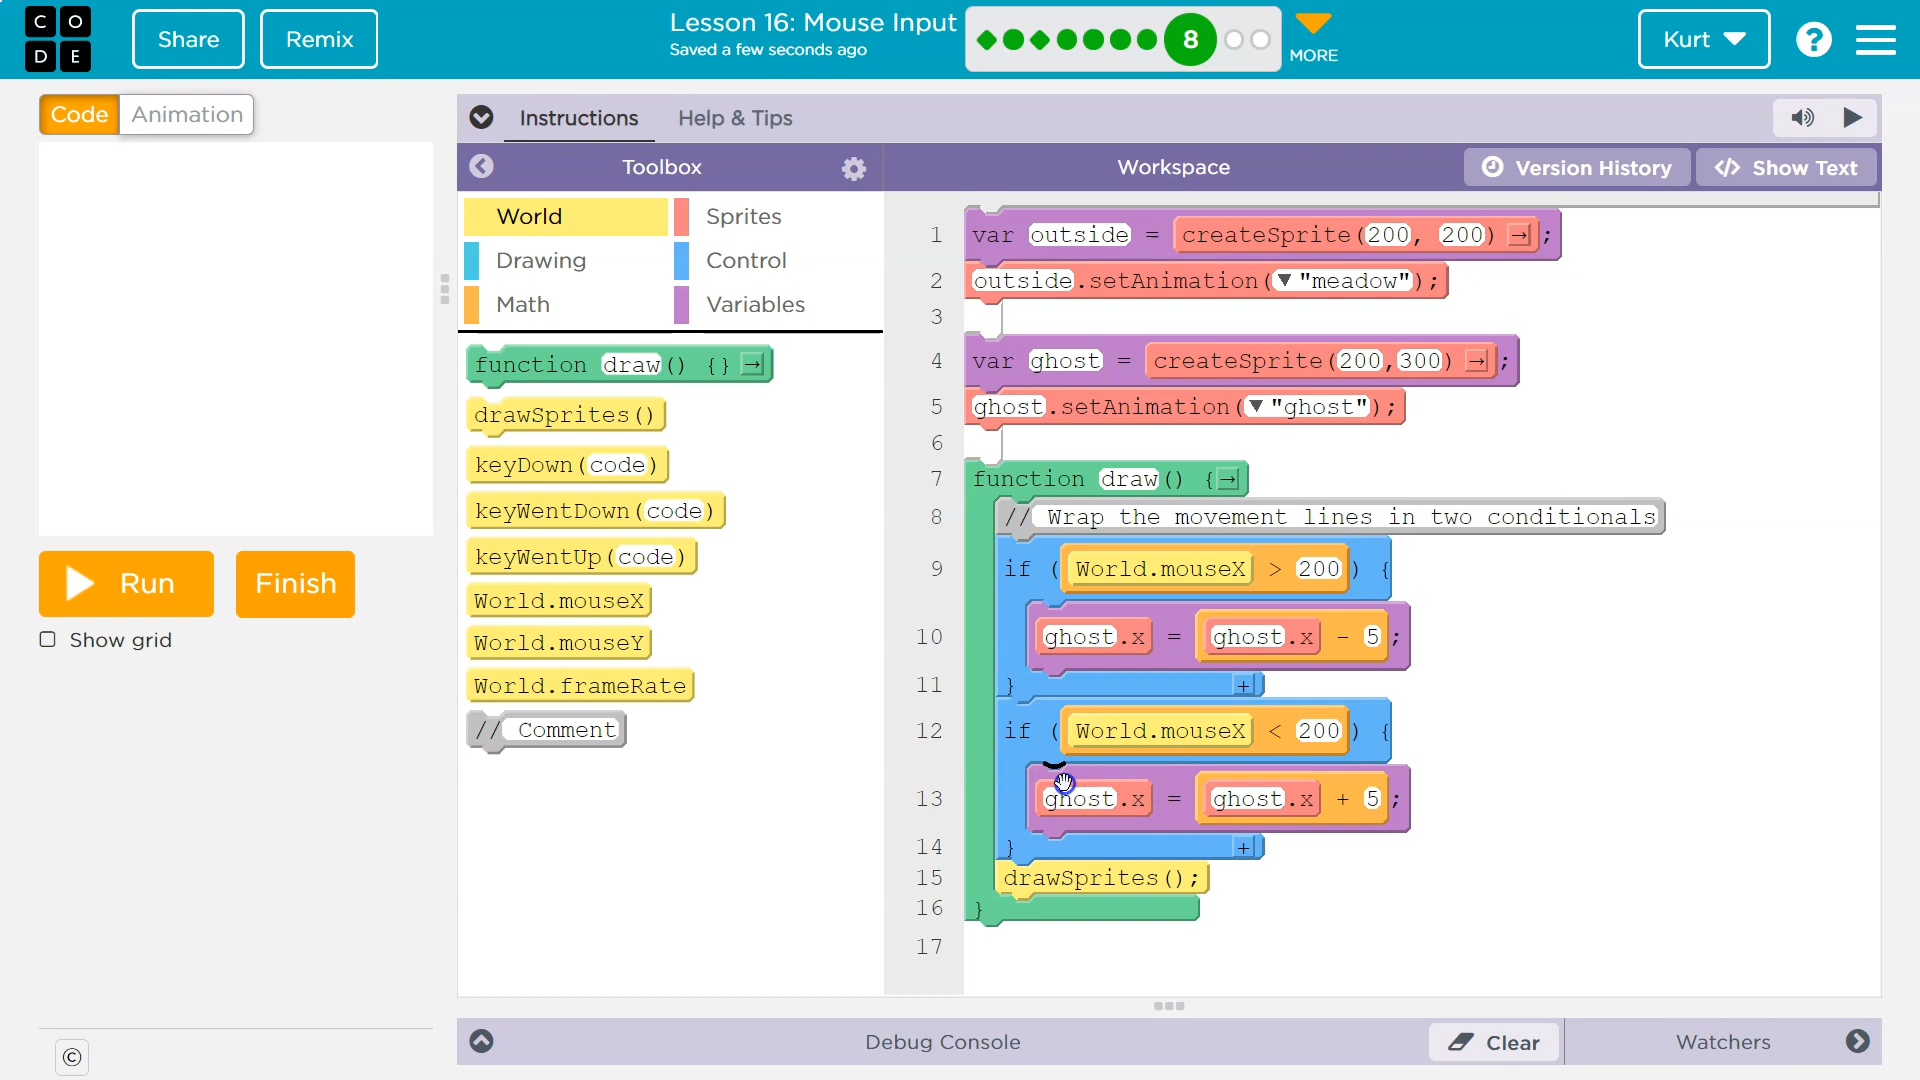 C O D E
Share
Remix
Lesson 16: Mouse Input
Saved a few seconds ago
8
MORE
Kurt
?
Code
Animation
Instructions
Help & Tips
Toolbox
Workspace
Version History
</> Show Text
World
Sprites
Drawing
Control
Math
Variables
function draw() {}
drawSprites()
keyDown(code)
keyWentDown(code)
keyWentUp(code)
World.mouseX
World.mouseY
World.frameRate
// Comment
1 var outside = createSprite(200, 200);
2 outside.setAnimation("meadow");
3
4 var ghost = createSprite(200,300);
5 ghost.setAnimation("ghost");
6
7 function draw() {
8 // Wrap the movement lines in two conditionals
9 if (World.mouseX > 200) {
10 ghost.x = ghost.x - 5;
11 }
12 if (World.mouseX < 200) {
13 ghost.x = ghost.x + 5;
14 }
15 drawSprites();
16 }
17
Run
Finish
Show grid
©
Debug Console
Clear
Watchers